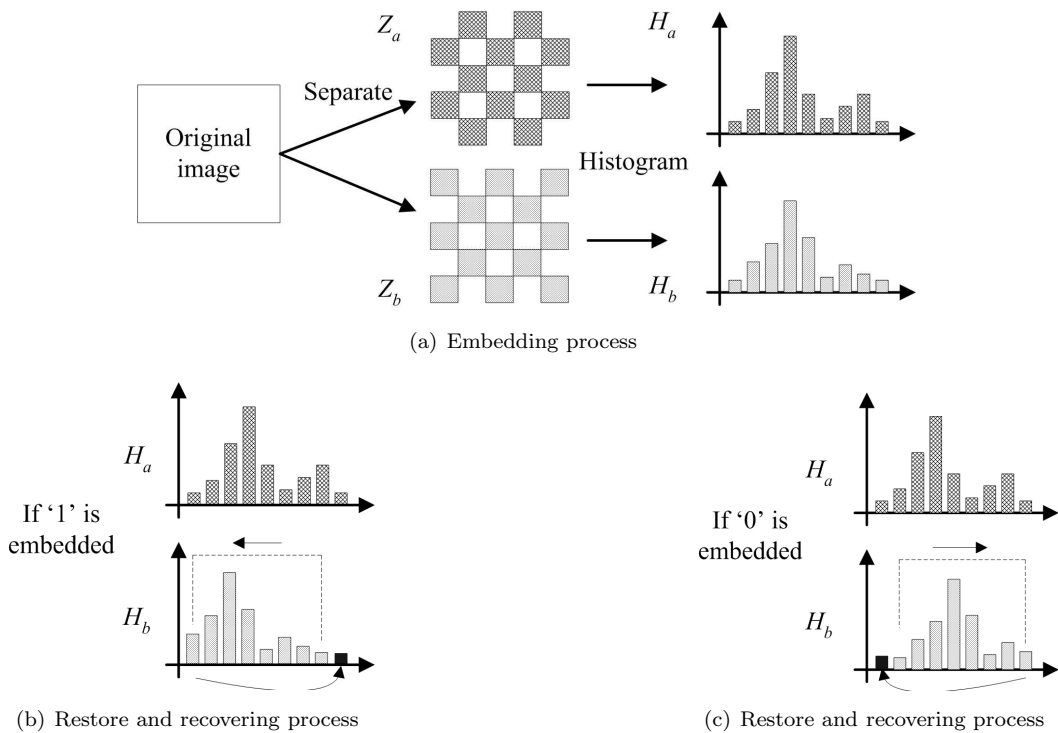 Z_a
H_a
Separate
Original
image
Histogram
Z_b
H_b
(a) Embedding process
H_a
If ‘1’ is
embedded
H_b
(b) Restore and recovering process
H_a
If ‘0’ is
embedded
H_b
(c) Restore and recovering process